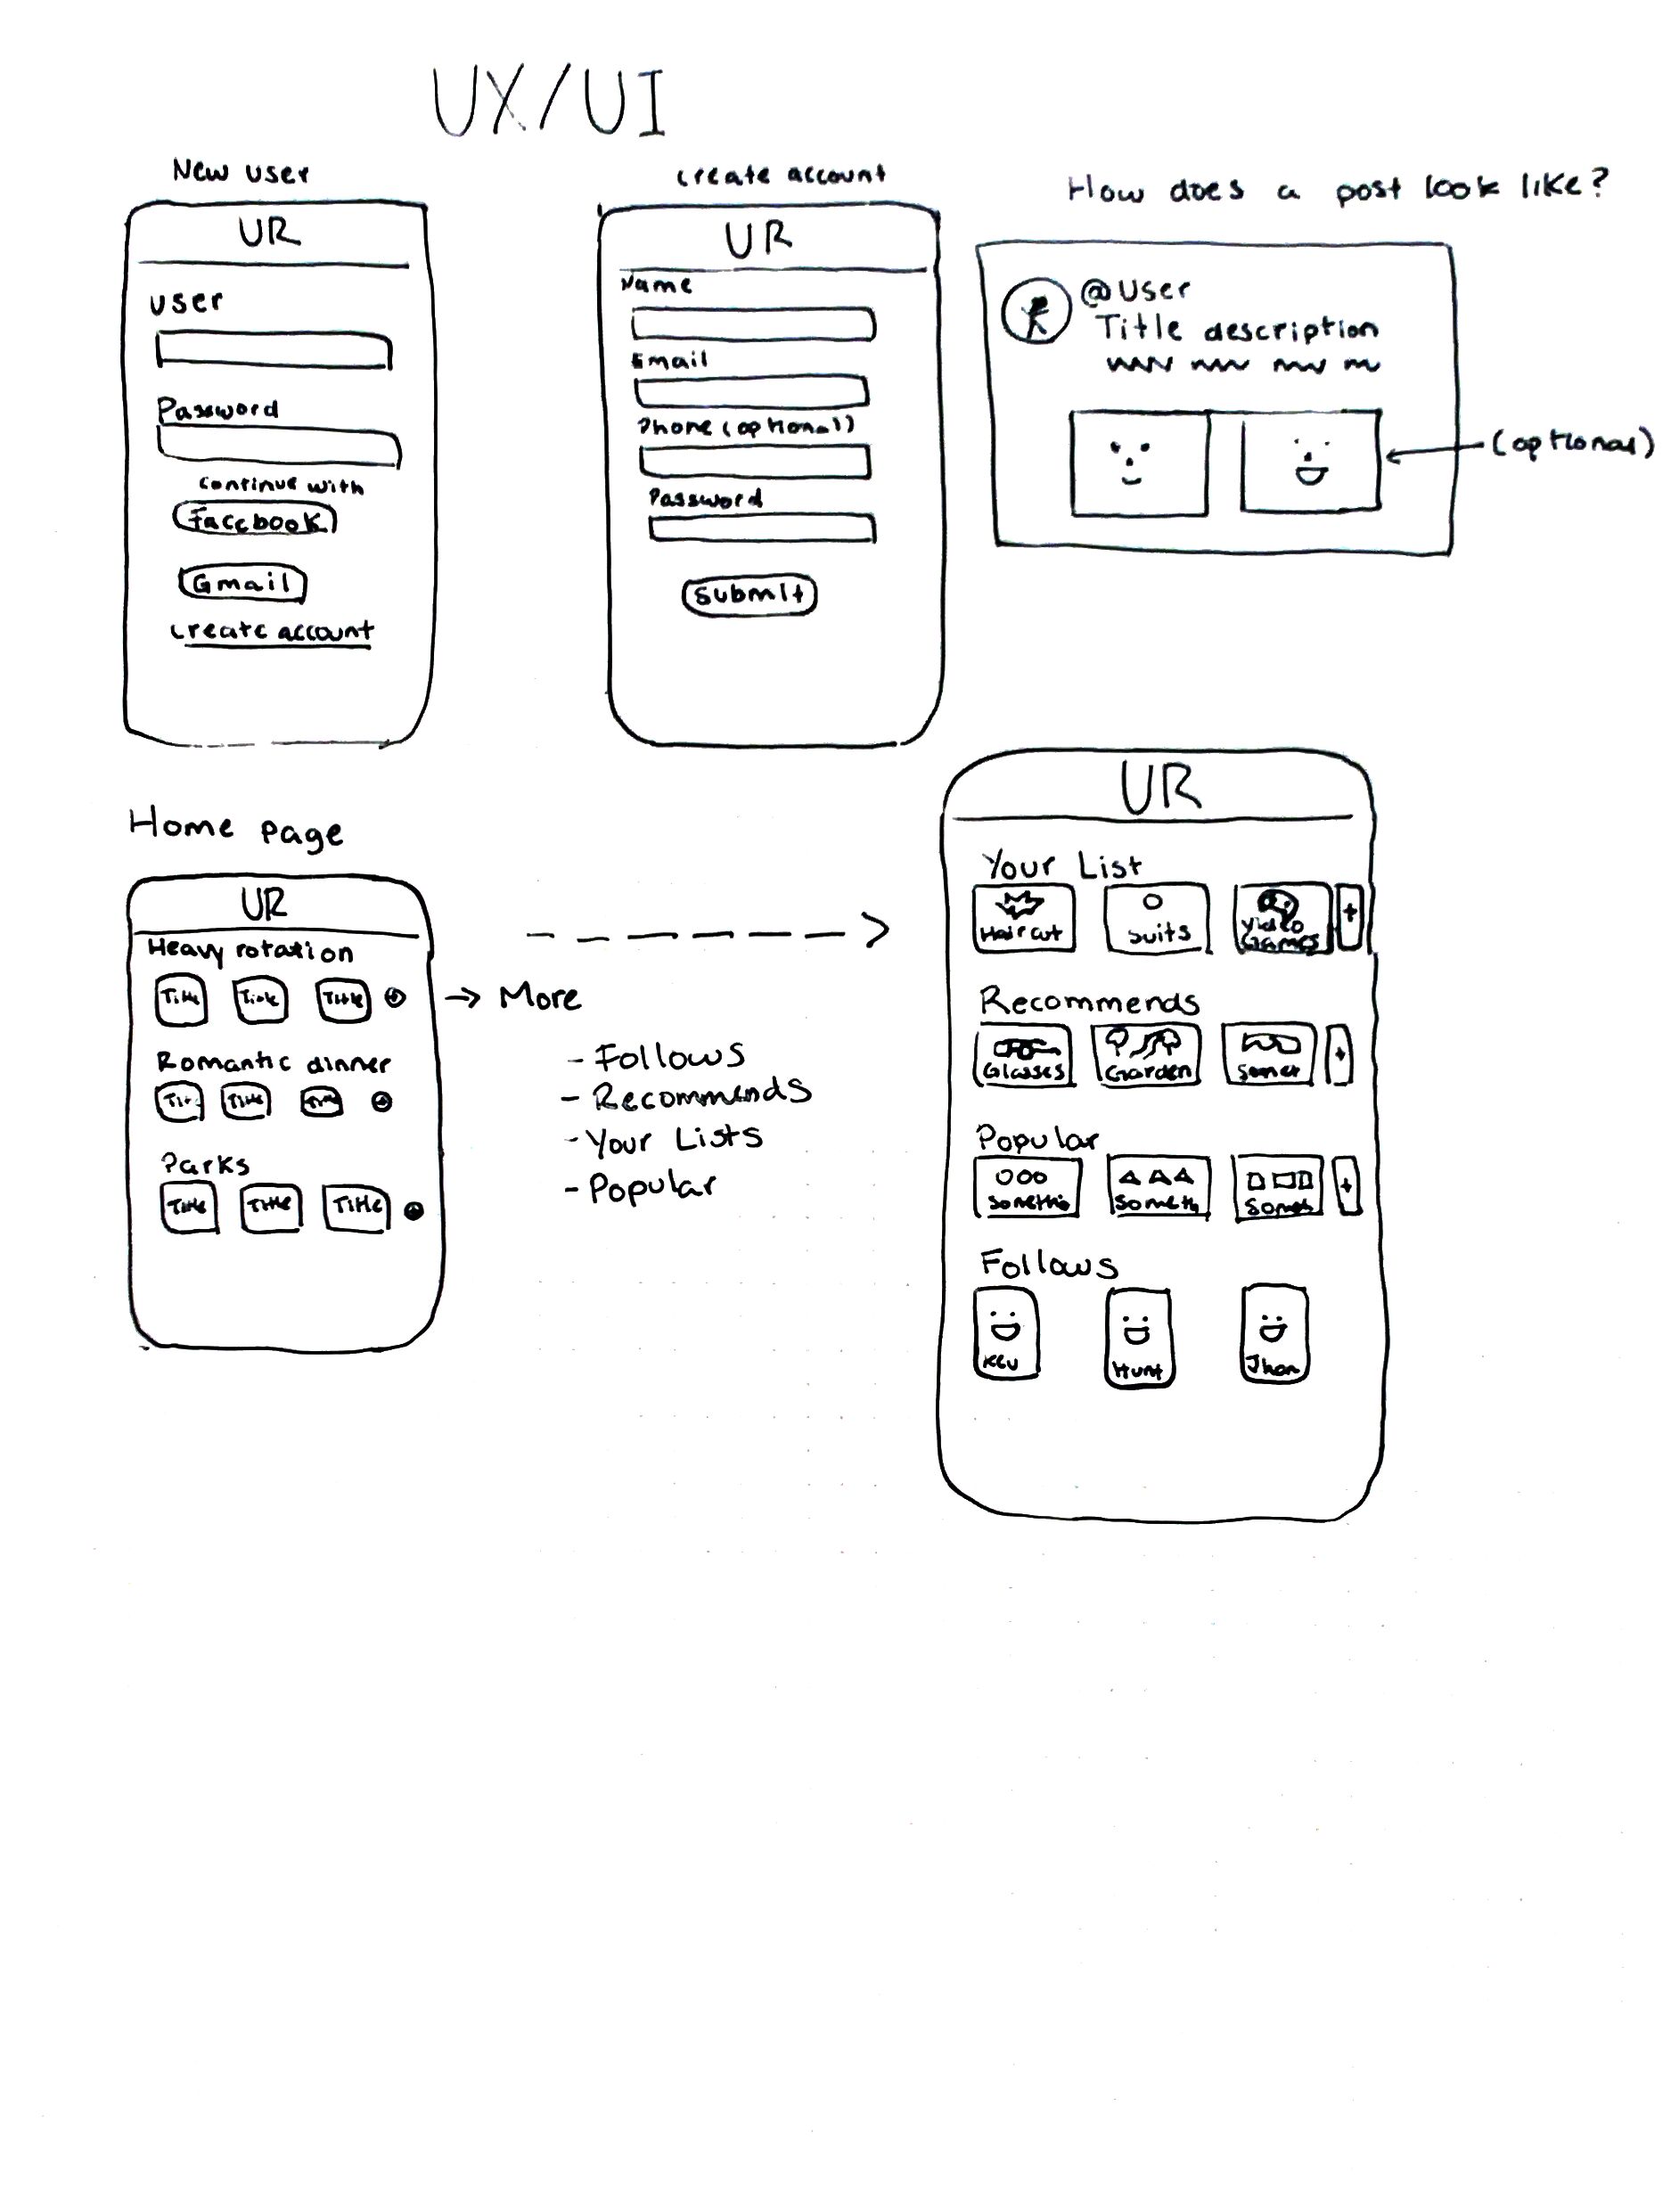 UX/UI
New user
UR
User
Password
continue with
Facebook
Gmail
create account
create account
UR
Name
Email
Phone (optional)
Password
Submit
How does a post look like?
@User
Title description
(optional)
Home page
UR
Heavy rotation
Title Title Title
Romantic dinner
Title Title Title
Parks
Title Title Title
→ More
- Follows
- Recommends
- Your Lists
- Popular
UR
Your List
Haircut Suits Video Games +
Recommends
Glasses Garden +
Popular
Somethin Someth Someth +
Follows
Hunt Jhon